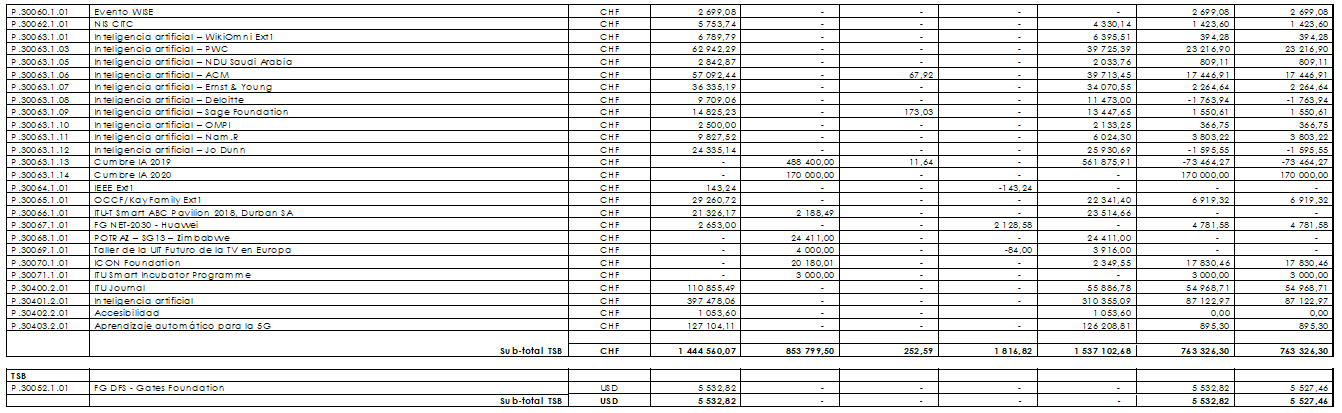 P.30060.1.01 Evento WISE CHF 2 699,08 - - - - 2 699,08 2 699,08
P.30062.1.01 NIS CITC CHF 5 753,74 - - - 4 330,14 1 423,60 1 423,60
P.30063.1.01 Inteligencia artificial – WikiOmni Ext1 CHF 6 789,79 - - - 6 395,51 394,28 394,28
P.30063.1.03 Inteligencia artificial – PWC CHF 62 942,29 - - - 39 725,39 23 216,90 23 216,90
P.30063.1.05 Inteligencia artificial – NDU Saudi Arabia CHF 2 842,87 - - - 2 033,76 809,11 809,11
P.30063.1.06 Inteligencia artificial – ACM CHF 57 092,44 - 67,92 - 39 713,45 17 446,91 17 446,91
P.30063.1.07 Inteligencia artificial – Ernst & Young CHF 36 335,19 - - - 34 070,55 2 264,64 2 264,64
P.30063.1.08 Inteligencia artificial – Deloitte CHF 9 709,06 - - - 11 473,00 -1 763,94 -1 763,94
P.30063.1.09 Inteligencia artificial – Sage Foundation CHF 14 825,23 - 173,03 - 13 447,65 1 550,61 1 550,61
P.30063.1.10 Inteligencia artificial – OMPI CHF 2 500,00 - - - 2 133,25 366,75 366,75
P.30063.1.11 Inteligencia artificial – Nam.R CHF 9 827,52 - - - 6 024,30 3 803,22 3 803,22
P.30063.1.12 Inteligencia artificial – Jo Dunn CHF 24 335,14 - - - 25 930,69 -1 595,55 -1 595,55
P.30063.1.13 Cumbre IA 2019 CHF - 488 400,00 11,64 - 561 875,91 -73 464,27 -73 464,27
P.30063.1.14 Cumbre IA 2020 CHF - 170 000,00 - - - 170 000,00 170 000,00
P.30064.1.01 IEEE Ext1 CHF 143,24 - - -143,24 - - -
P.30065.1.01 OCCF/KayFamily Ext1 CHF 29 260,72 - - - 22 341,40 6 919,32 6 919,32
P.30066.1.01 ITU-T Smart ABC Pavilion 2018, Durban SA CHF 21 326,17 2 188,49 - - 23 514,66 - -
P.30067.1.01 FG NET-2030 - Huawei CHF 2 653,00 - - 2 128,58 - 4 781,58 4 781,58
P.30068.1.01 POTRAZ – SG13 – Zimbabwe CHF - 24 411,00 - - 24 411,00 - -
P.30069.1.01 Taller de la UIT Futuro de la TV en Europa CHF - 4 000,00 - -84,00 3 916,00 - -
P.30070.1.01 ICON Foundation CHF - 20 180,01 - - 2 349,55 17 830,46 17 830,46
P.30071.1.01 ITU Smart Incubator Programme CHF - 3 000,00 - - - 3 000,00 3 000,00
P.30400.2.01 ITU Journal CHF 110 855,49 - - - 55 886,78 54 968,71 54 968,71
P.30401.2.01 Inteligencia artificial CHF 397 478,06 - - - 310 355,09 87 122,97 87 122,97
P.30402.2.01 Accesibilidad CHF 1 053,60 - - - 1 053,60 0,00 0,00
P.30403.2.01 Aprendizaje automático para la 5G CHF 127 104,11 - - - 126 208,81 895,30 895,30
Sub-total TSB CHF 1 444 560,07 853 799,50 252,59 1 816,82 1 537 102,68 763 326,30 763 326,30
TSB
P.30052.1.01 FG DFS - Gates Foundation USD 5 532,82 - - - - 5 532,82 5 527,46
Sub-total TSB USD 5 532,82 - - - - 5 532,82 5 527,46